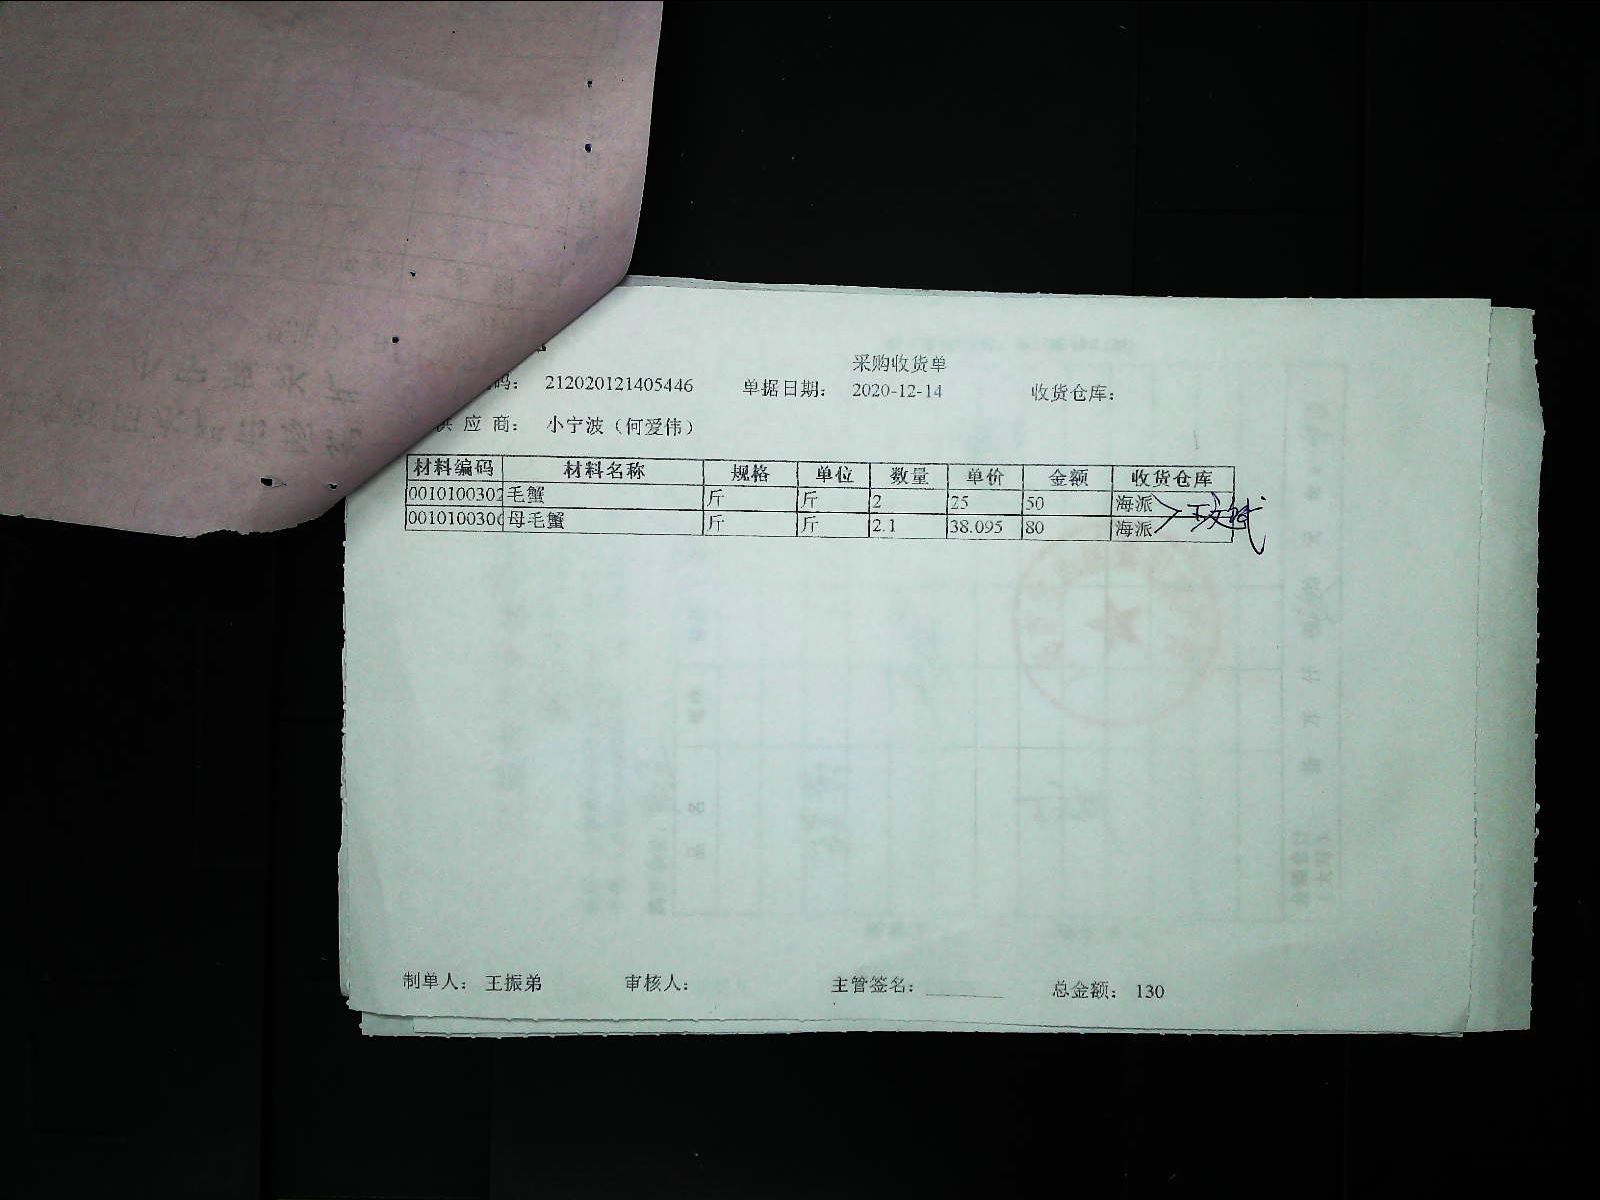 采购收货单
码： 212020121405446 单据日期： 2020-12-14 收货仓库：
供 应 商： 小宁波（何爱伟）
材料编码 材料名称 规格 单位 数量 单价 金额 收货仓库
0010100302 毛蟹 斤 斤 2 25 50 海派
001010030 母毛蟹 斤 斤 2.1 38.095 80 海派
制单人： 王振弟 审核人： 主管签名： 总金额： 130